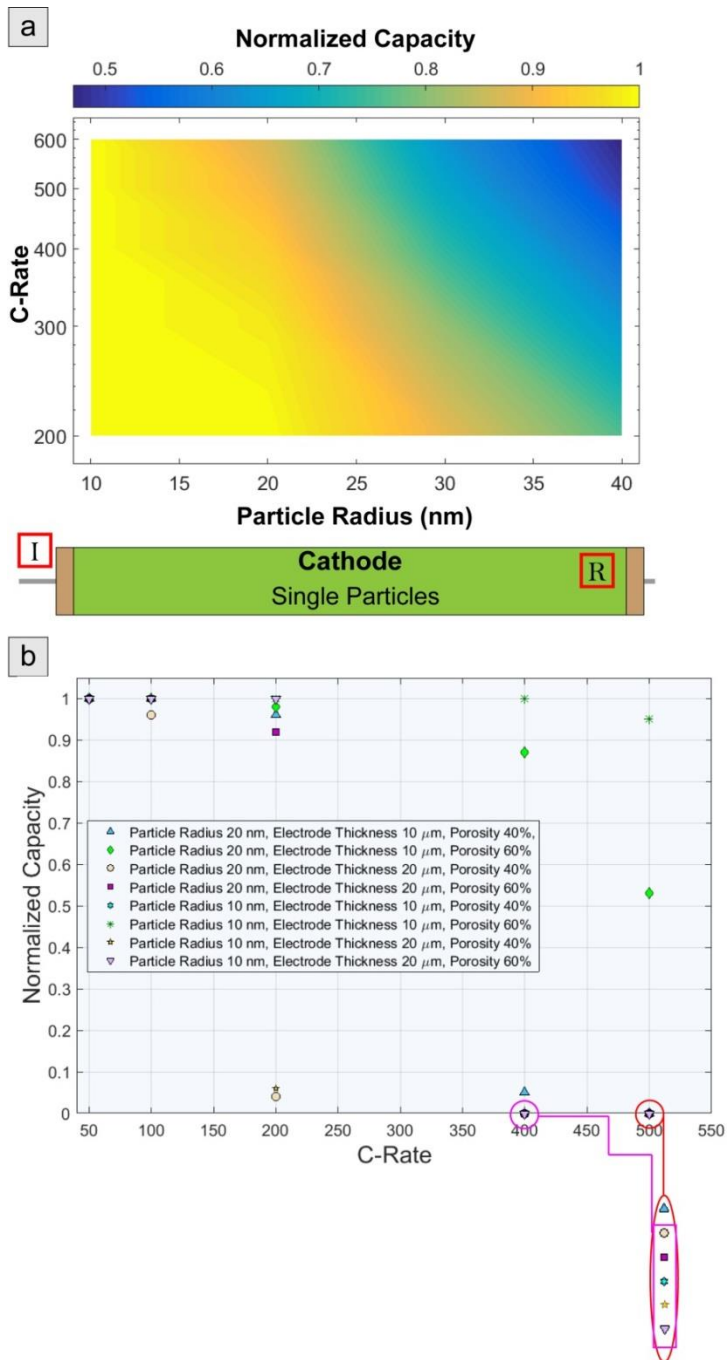 a
Normalized Capacity
0.5 0.6 0.7 0.8 0.9 1
600
500
400
300
200
C-Rate
10 15 20 25 30 35 40
Particle Radius (nm)
I
Cathode
R
Single Particles
b
1
0.9
0.8
0.7
0.6
0.5
0.4
0.3
0.2
0.1
0
Normalized Capacity
Particle Radius 20 nm, Electrode Thickness 10 μm, Porosity 40%,
Particle Radius 20 nm, Electrode Thickness 10 μm, Porosity 60%
Particle Radius 20 nm, Electrode Thickness 20 μm, Porosity 40%
Particle Radius 20 nm, Electrode Thickness 20 μm, Porosity 60%
Particle Radius 10 nm, Electrode Thickness 10 μm, Porosity 40%
Particle Radius 10 nm, Electrode Thickness 10 μm, Porosity 60%
Particle Radius 10 nm, Electrode Thickness 20 μm, Porosity 40%
Particle Radius 10 nm, Electrode Thickness 20 μm, Porosity 60%
50 100 150 200 250 300 350 400 450 500 550
C-Rate